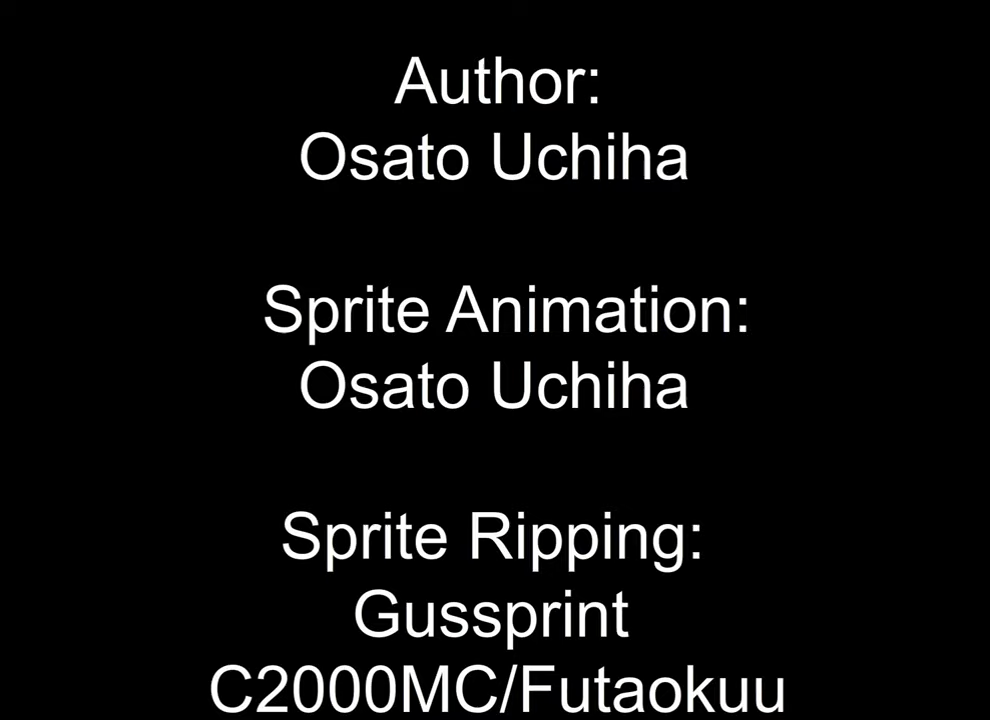 Author:
Osato Uchiha
Sprite Animation:
Osato Uchiha
Sprite Ripping:
Gussprint
C2000MC/Futaokuu